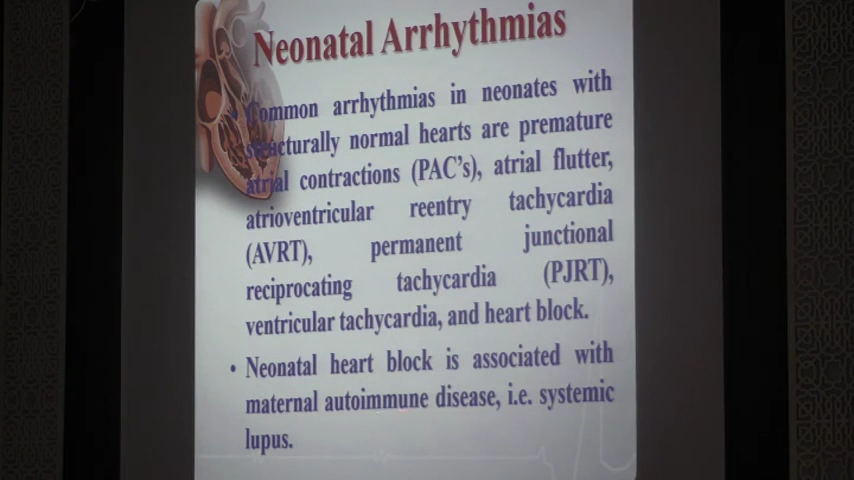 Neonatal Arrhythmias
• Common arrhythmias in neonates with
structurally normal hearts are premature
atrial contractions (PAC's), atrial flutter,
atrioventricular reentry tachycardia
(AVRT), permanent junctional
reciprocating tachycardia (PJRT),
ventricular tachycardia, and heart block.
• Neonatal heart block is associated with
maternal autoimmune disease, i.e. systemic
lupus.